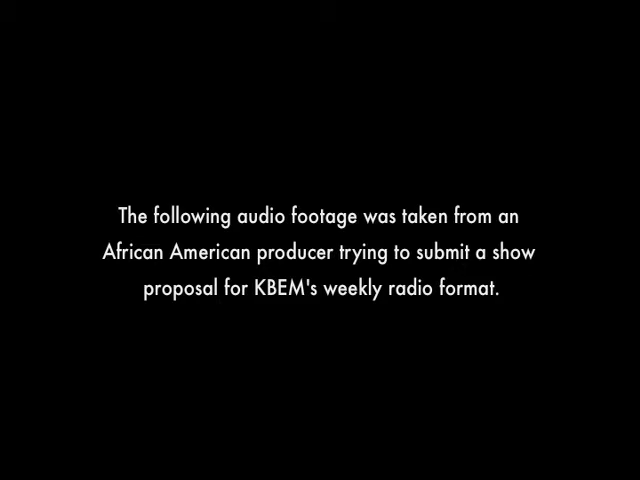 The following audio footage was taken from an
African American producer trying to submit a show
proposal for KBEM's weekly radio format.